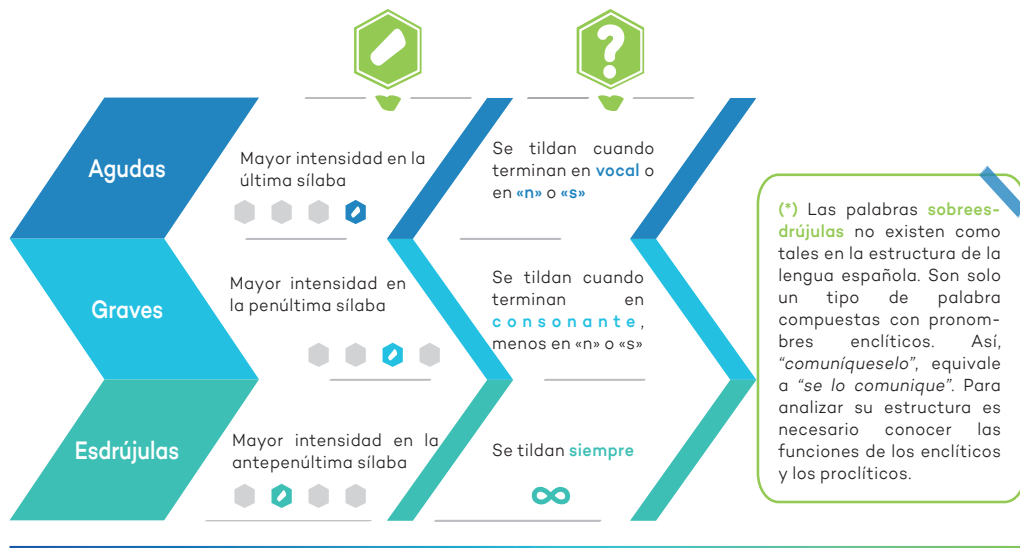 ?
Agudas
Mayor intensidad en la
última sílaba
Se tildan cuando
terminan en vocal o
en «n» o «s»
Graves
Mayor intensidad en
la penúltima sílaba
Se tildan cuando
terminan en
consonante,
menos en «n» o «s»
Esdrújulas
Mayor intensidad en la
antepenúltima sílaba
Se tildan siempre
(*) Las palabras sobrees-
drújulas no existen como
tales en la estructura de la
lengua española. Son solo
un tipo de palabra
compuestas con pronom-
bres enclíticos. Así,
"comuníqueselo", equivale
a "se lo comunique". Para
analizar su estructura es
necesario conocer las
funciones de los enclíticos
y los proclíticos.